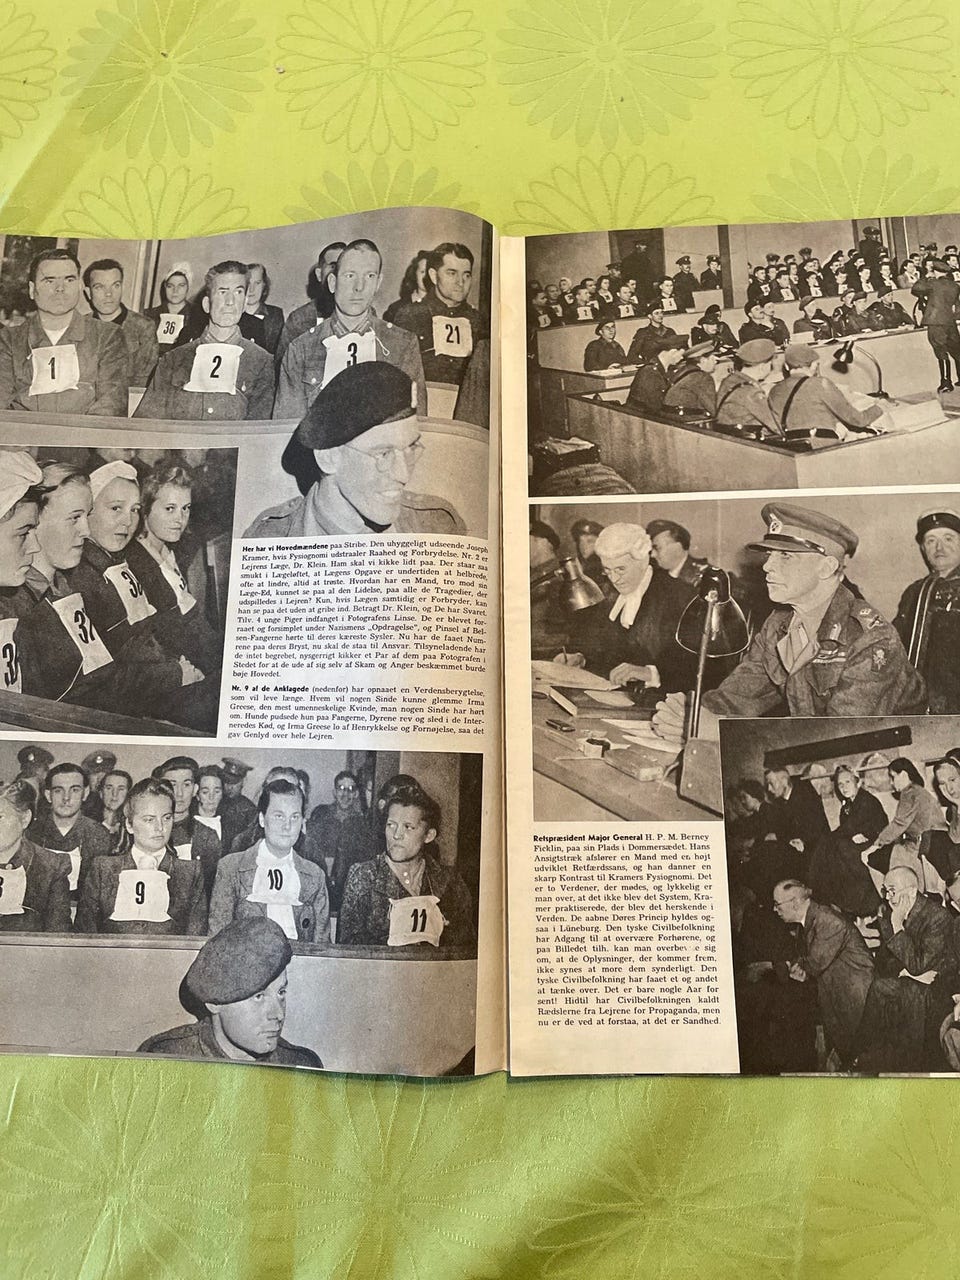 1
2
3
36
21
34
37
38
Her har vi Hovedmændene paa Stribe. Den uhyggeligt udseende Joseph
Kramer, hvis Fysiognomi udstraaler Raahed og Forbrydelse. Nr. 2 er
Lejrens Læge, Dr. Klein. Ham skal vi kikke lidt paa. Der staar saa
smukt i Lægeløftet, at Lægens Opgave er undertiden at helbrede,
ofte at lindre, altid at trøste. Hvordan har en Mand, tro mod sin
Læge-Ed, kunnet se paa al den Lidelse, paa alle de Tragedier, der
udspilledes i Lejren? Kun, hvis Lægen samtidig er Forbryder, kan
han se paa det uden at gribe ind. Betragt Dr. Klein, og De har Svaret.
Tilv. 4 unge Piger indfanget i Fotografens Linse. De er blevet for-
raaet og forsimplet under Nazismens „Opdragelse", og Pinsel af Bel-
sen-Fangerne hørte til deres kæreste Sysler. Nu har de faaet Num-
rene paa deres Bryst, nu skal de staa til Ansvar. Tilsyneladende har
de intet begrebet, nysgerrigt kikker et Par af dem paa Fotografen i
Stedet for at de ude af sig selv af Skam og Anger beskæmmet burde
bøje Hovedet.
Nr. 9 af de Anklagede (nedenfor) har opnaaet en Verdensberygtelse,
som vil leve længe. Hvem vil nogen Sinde kunne glemme Irma
Greese, den mest umenneskelige Kvinde, man nogen Sinde har hørt
om. Hunde pudsede hun paa Fangerne, Dyrene rev og sled i de Inter-
neredes Kød, og Irma Greese lo af Henrykkelse og Fornøjelse, saa det
gav Genlyd over hele Lejren.
9
10
11
Retspræsident Major General H. P. M. Berney
Ficklin, paa sin Plads i Dommersædet. Hans
Ansigtstræk afslører en Mand med en højt
udviklet Retfærdssans, og han danner en
skarp Kontrast til Kramers Fysiognomi. Det
er to Verdener, der mødes, og lykkelig er
man over, at det ikke blev det System, Kra-
mer praktiserede, der blev det herskende i
Verden. De aabne Døres Princip hyldes og-
saa i Lüneburg. Den tyske Civilbefolkning
har Adgang til at overvære Forhørene, og
paa Billedet tilh. kan man overbevise sig
om, at de Oplysninger, der kommer frem,
ikke synes at more dem synderligt. Den
tyske Civilbefolkning har faaet et og andet
at tænke over. Det er bare nogle Aar for
sent! Hidtil har Civilbefolkningen kaldt
Rædslerne fra Lejrene for Propaganda, men
nu er de ved at forstaa, at det er Sandhed.